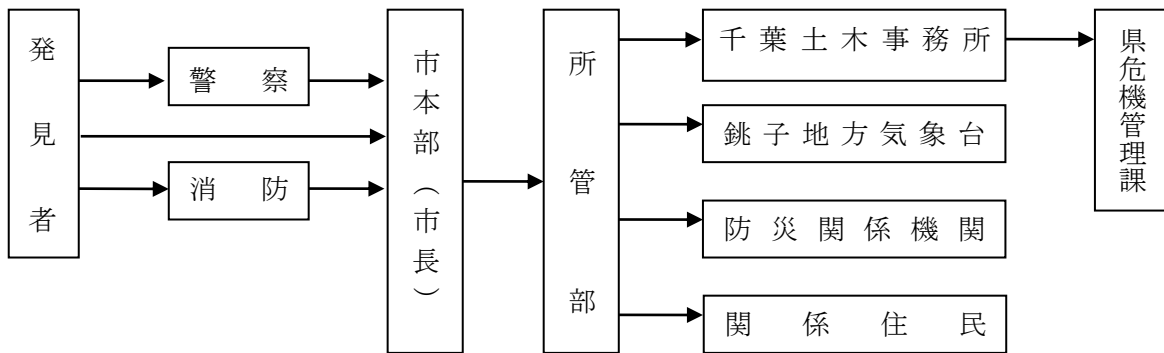 発見者
警察
消防
市本部（市長）
所管部
千葉土木事務所
銚子地方気象台
防災関係機関
関係住民
県危機管理課